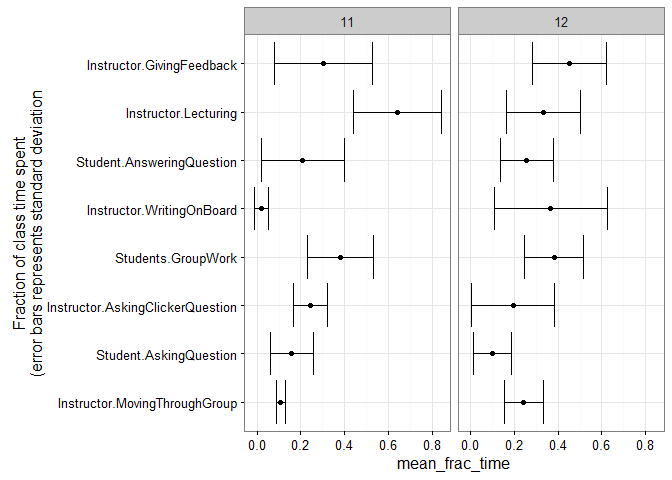 11 12
Instructor.GivingFeedback
Instructor.Lecturing
Student.AnsweringQuestion
Instructor.WritingOnBoard
Students.GroupWork
Instructor.AskingClickerQuestion
Student.AskingQuestion
Instructor.MovingThroughGroup
Fraction of class time spent
(error bars represents standard deviation
0.0 0.2 0.4 0.6 0.8 0.0 0.2 0.4 0.6 0.8
mean_frac_time